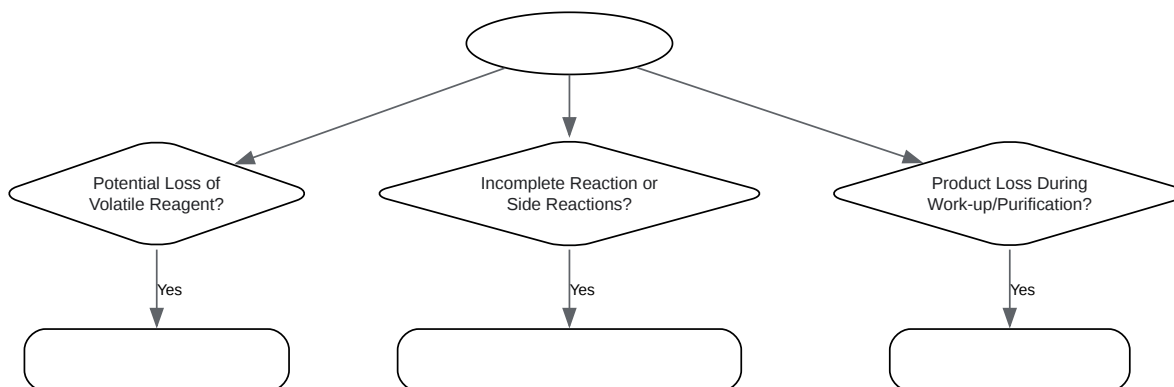 Potential Loss of
Volatile Reagent?
Incomplete Reaction or
Side Reactions?
Product Loss During
Work-up/Purification?
Yes
Yes
Yes